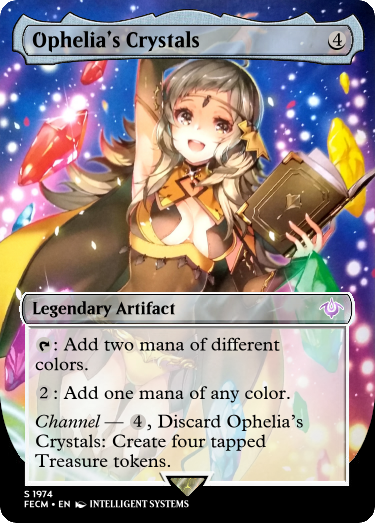 Ophelia's Crystals 4
Legendary Artifact
: Add two mana of different
colors.
2 : Add one mana of any color.
Channel — 4 , Discard Ophelia's
Crystals: Create four tapped
Treasure tokens.
S 1974
FECM • EN INTELLIGENT SYSTEMS